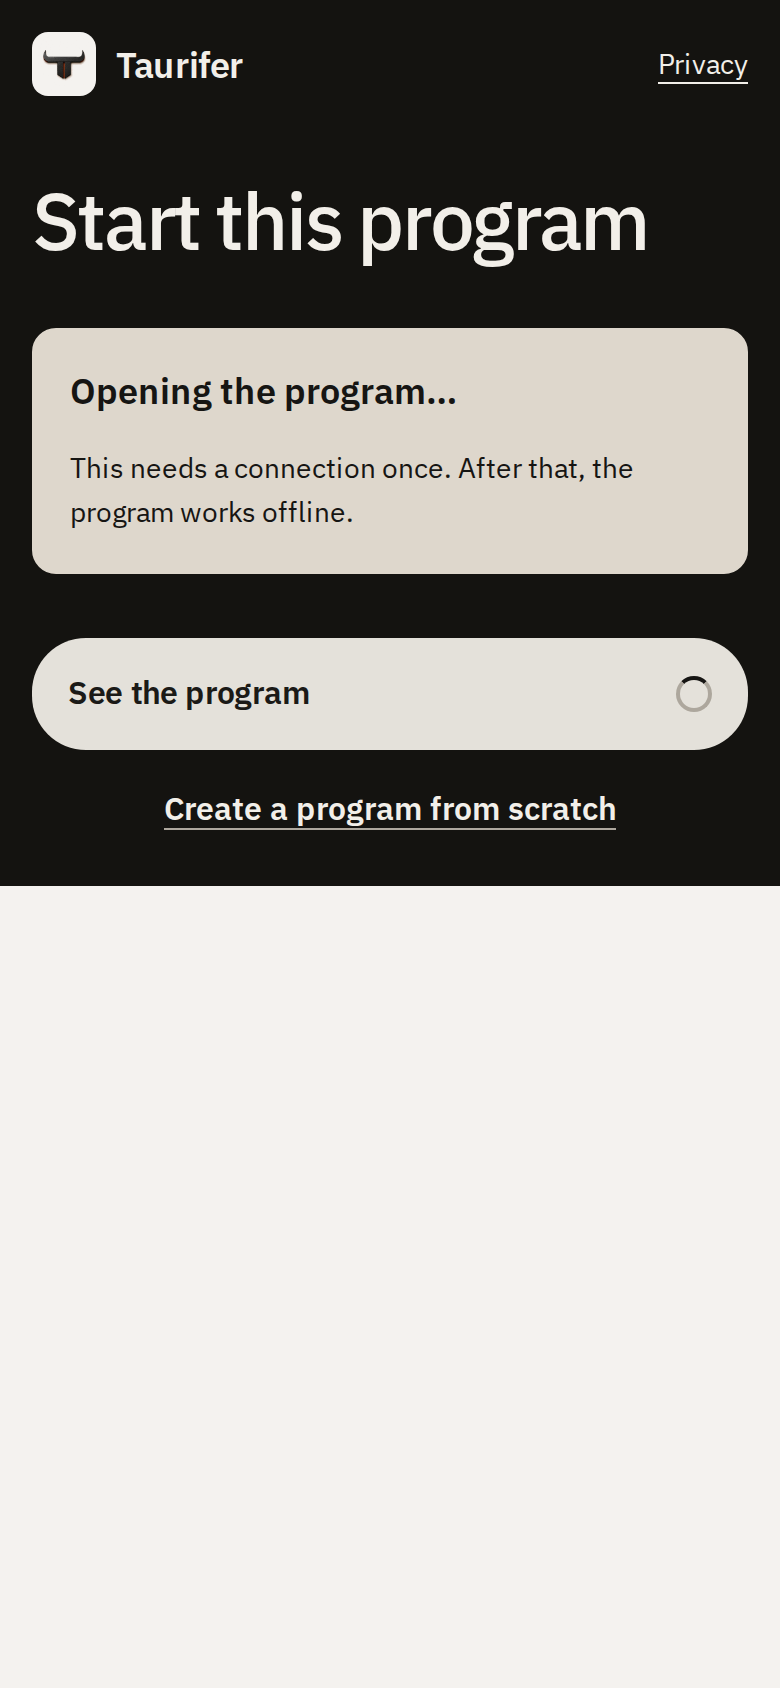 Taurifer
Privacy
Start this program
Opening the program…
This needs a connection once. After that, the
program works offline.
See the program
Create a program from scratch